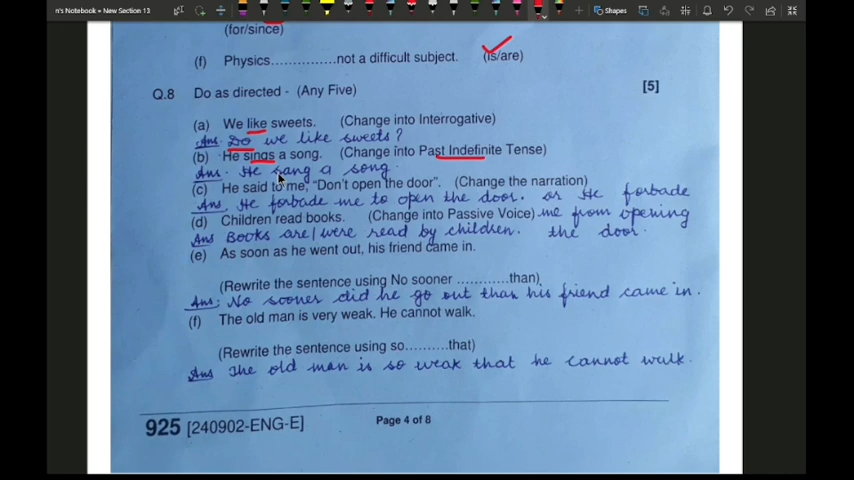 n's Notebook » New Section 13
Shapes
(for/since)
(f) Physics..............not a difficult subject. (is/are)
Q.8 Do as directed - (Any Five) [5]
(a) We like sweets. (Change into Interrogative)
Ans. Do we like sweets?
(b) He sings a song. (Change into Past Indefinite Tense)
Ans. He sang a song.
(c) He said to me, "Don't open the door". (Change the narration)
Ans. He forbade me to open the door. or He forbade
(d) Children read books. (Change into Passive Voice) me from opening
Ans Books are/were read by children. the door.
(e) As soon as he went out, his friend came in.
(Rewrite the sentence using No sooner ............than)
Ans: No sooner did he go out than his friend came in.
(f) The old man is very weak. He cannot walk.
(Rewrite the sentence using so..........that)
Ans The old man is so weak that he cannot walk.
925 [240902-ENG-E] Page 4 of 8